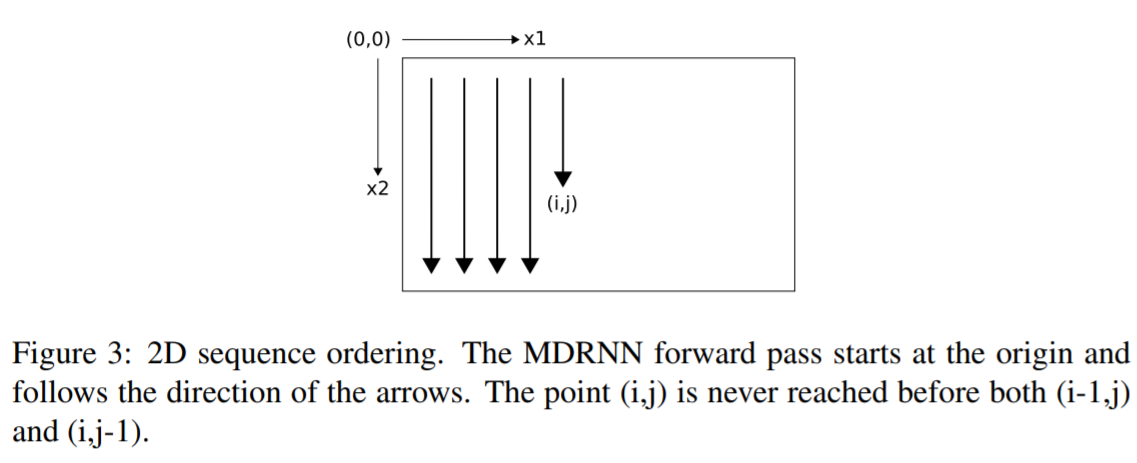 (0,0)
x1
x2
(i,j)
Figure 3: 2D sequence ordering. The MDRNN forward pass starts at the origin and
follows the direction of the arrows. The point (i,j) is never reached before both (i-1,j)
and (i,j-1).